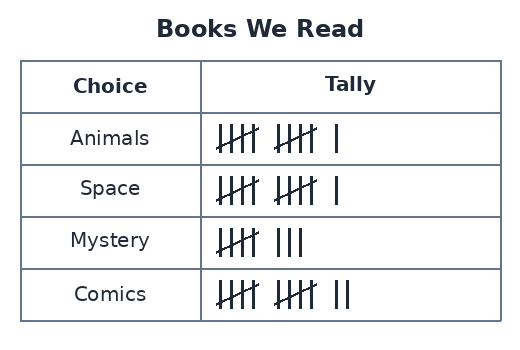 Books We Read
Choice Tally
Animals
Space
Mystery
Comics